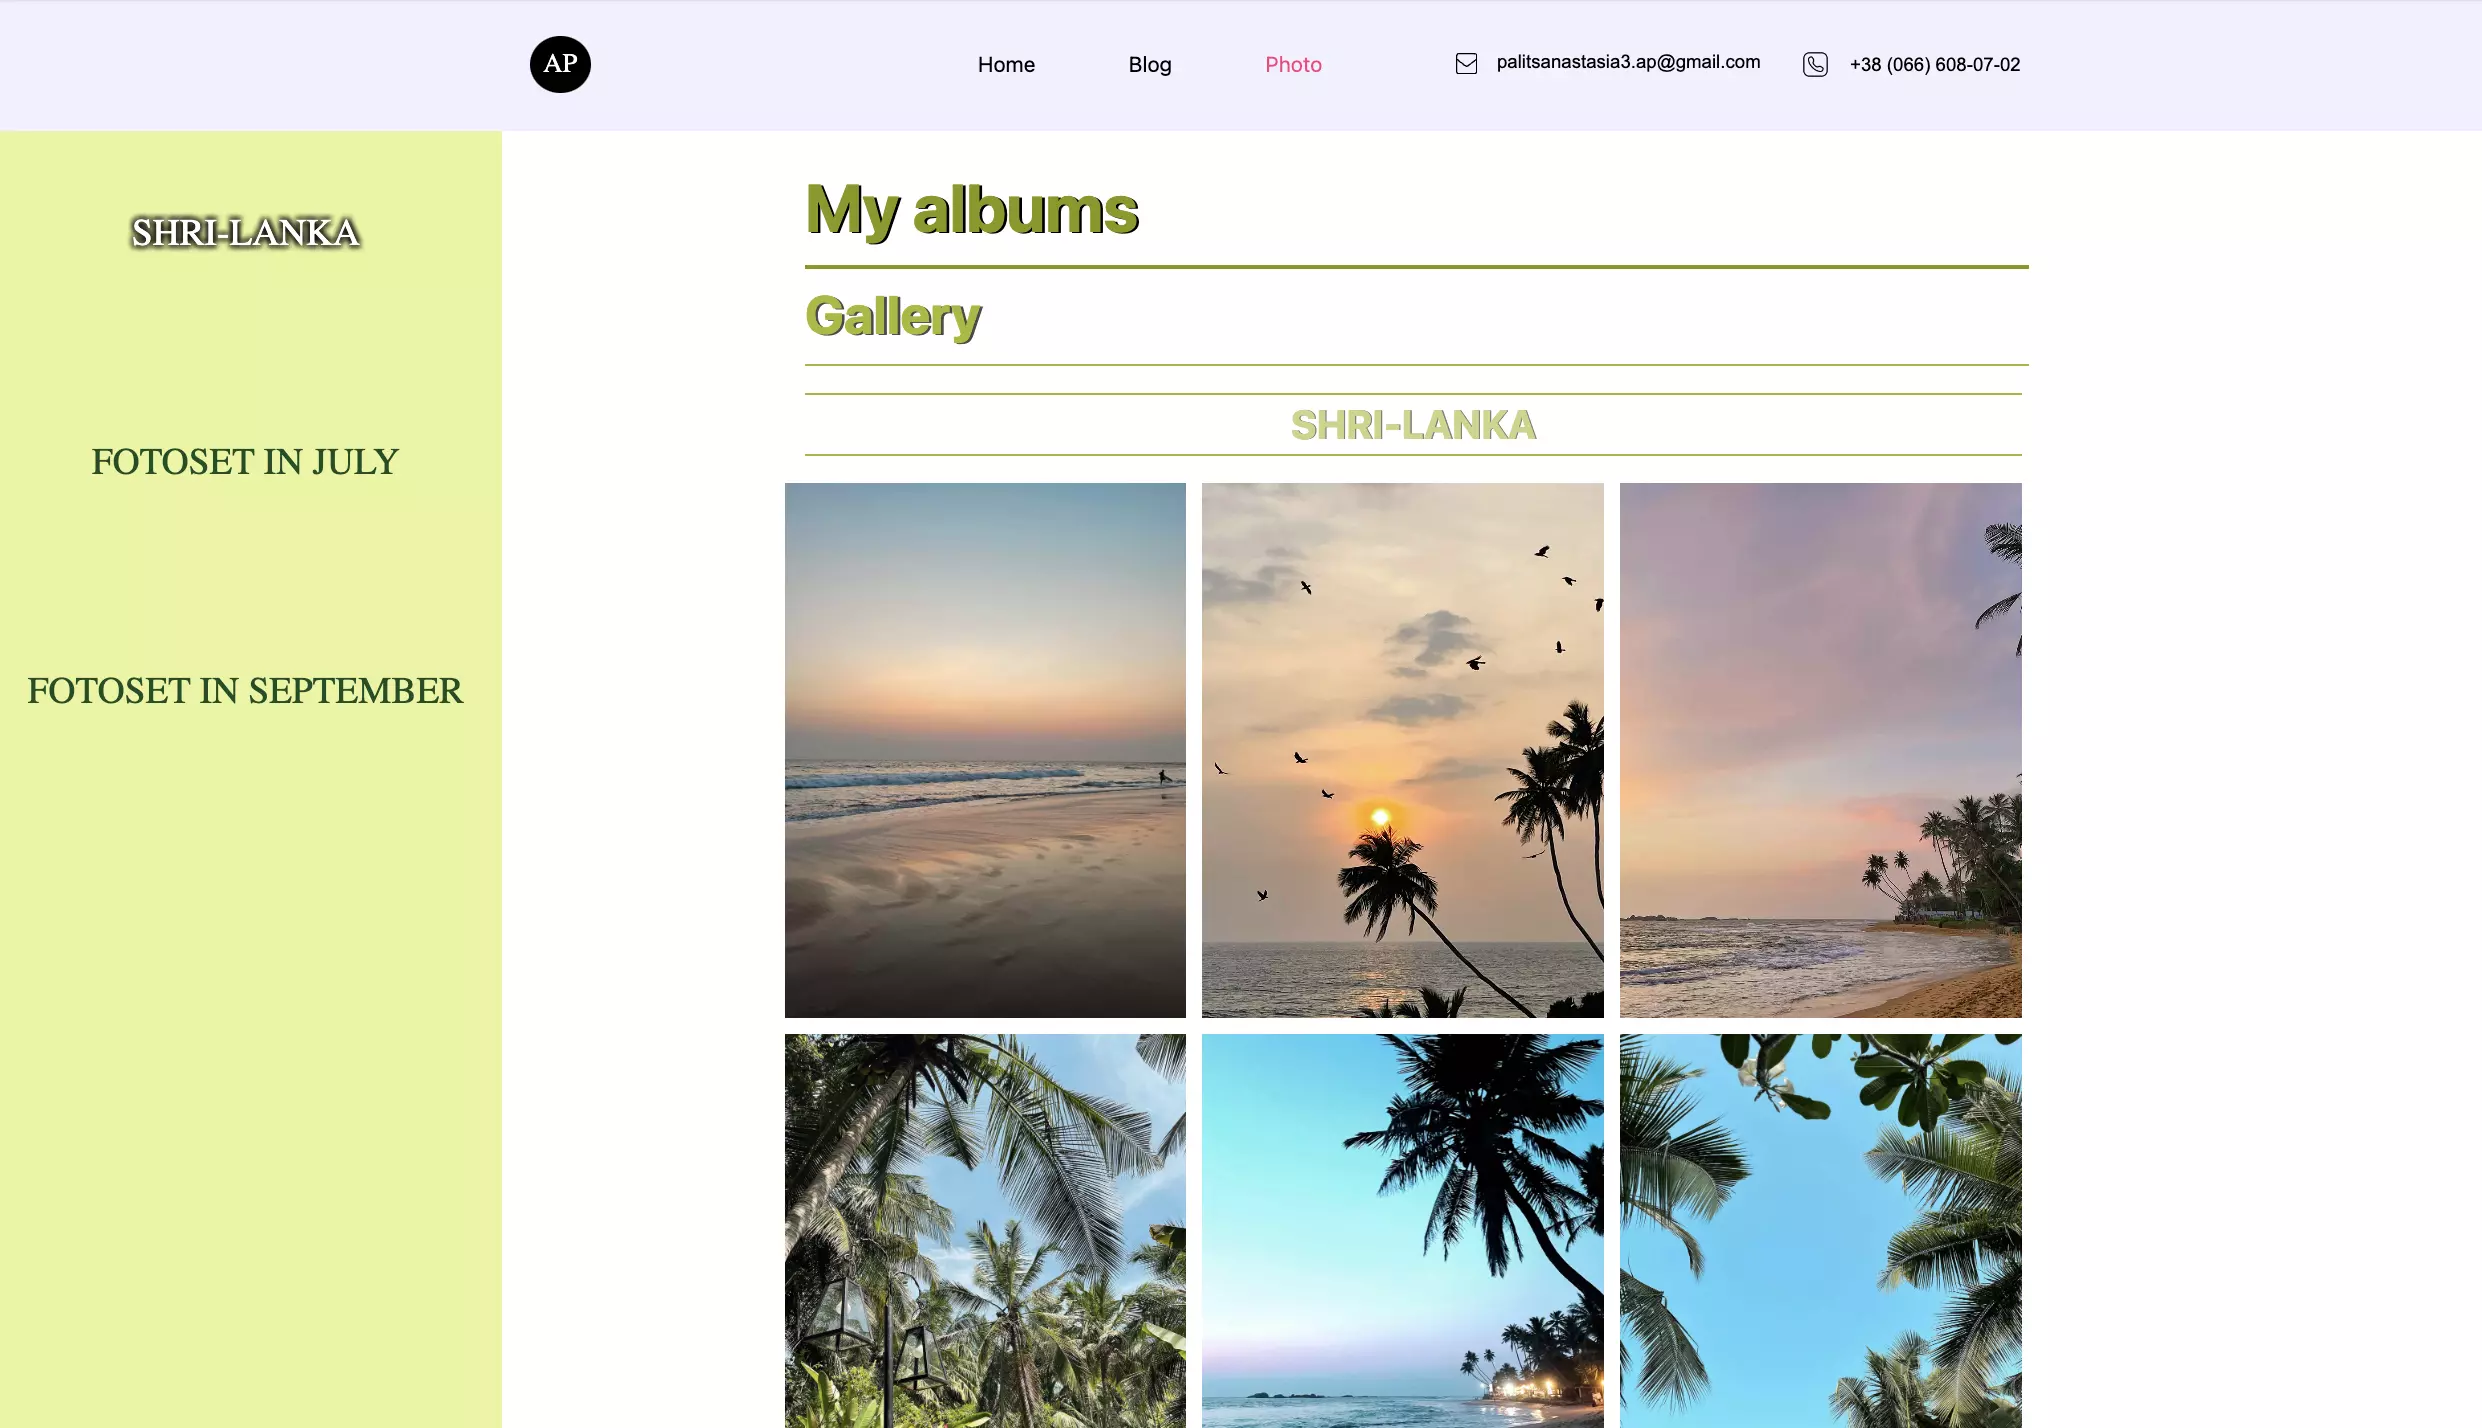 AP
Home
Blog
Photo
palitsanastasia3.ap@gmail.com
+38 (066) 608-07-02
SHRI-LANKA
FOTOSET IN JULY
FOTOSET IN SEPTEMBER
My albums
Gallery
SHRI-LANKA